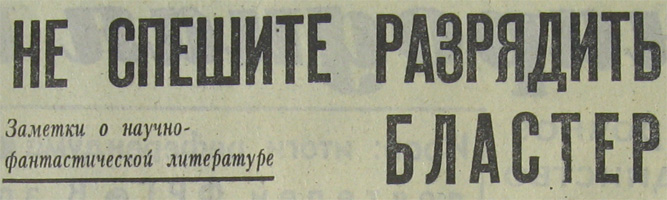 НЕ СПЕШИТЕ РАЗРЯДИТЬ
БЛАСТЕР
Заметки о научно-
фантастической литературе